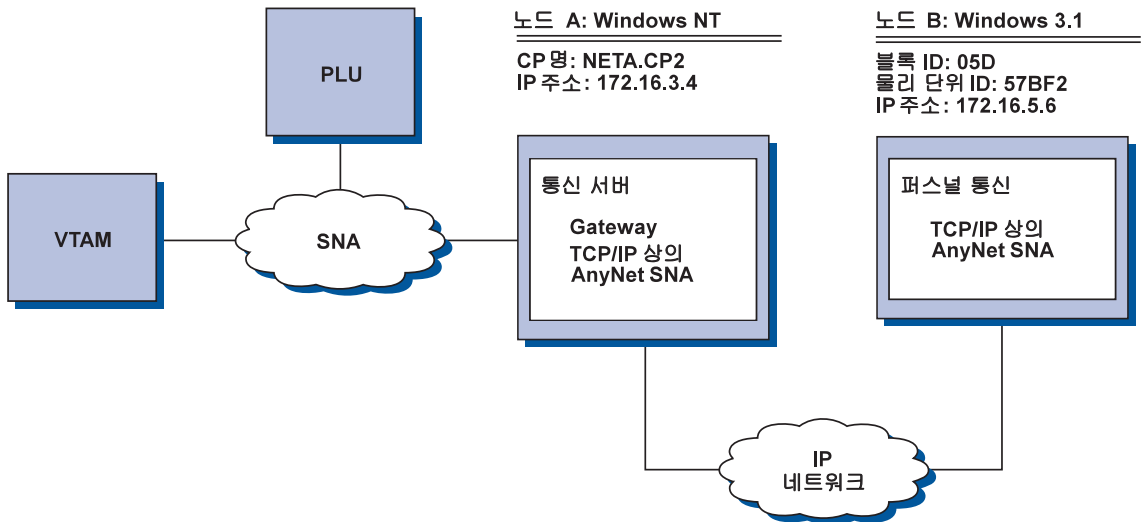 노드 A: Windows NT
CP 명: NETA.CP2
IP 주소: 172.16.3.4
노드 B: Windows 3.1
블록 ID: 05D
물리 단위 ID: 57BF2
IP 주소: 172.16.5.6
PLU
VTAM
SNA
통신 서버
Gateway
TCP/IP 상의
AnyNet SNA
퍼스널 통신
TCP/IP 상의
AnyNet SNA
IP
네트워크